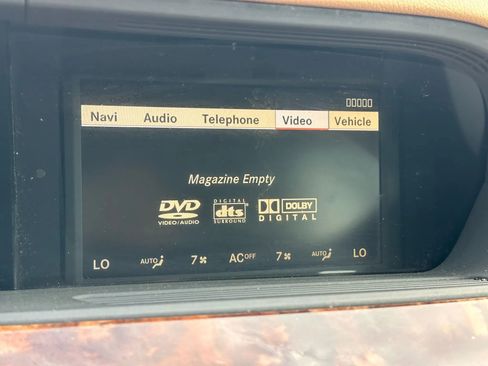 00000
Navi Audio Telephone Video Vehicle
Magazine Empty
DVD VIDEO/AUDIO
DIGITAL dts SURROUND
DOLBY DIGITAL
LO AUTO 7 AC OFF 7 AUTO LO